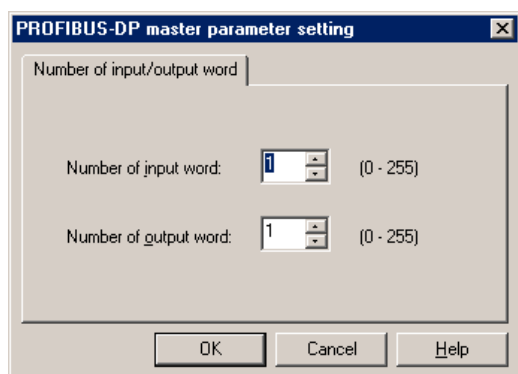 PROFIBUS-DP master parameter setting
Number of input/output word
Number of input word: 1 (0 - 255)
Number of output word: 1 (0 - 255)
OK Cancel Help